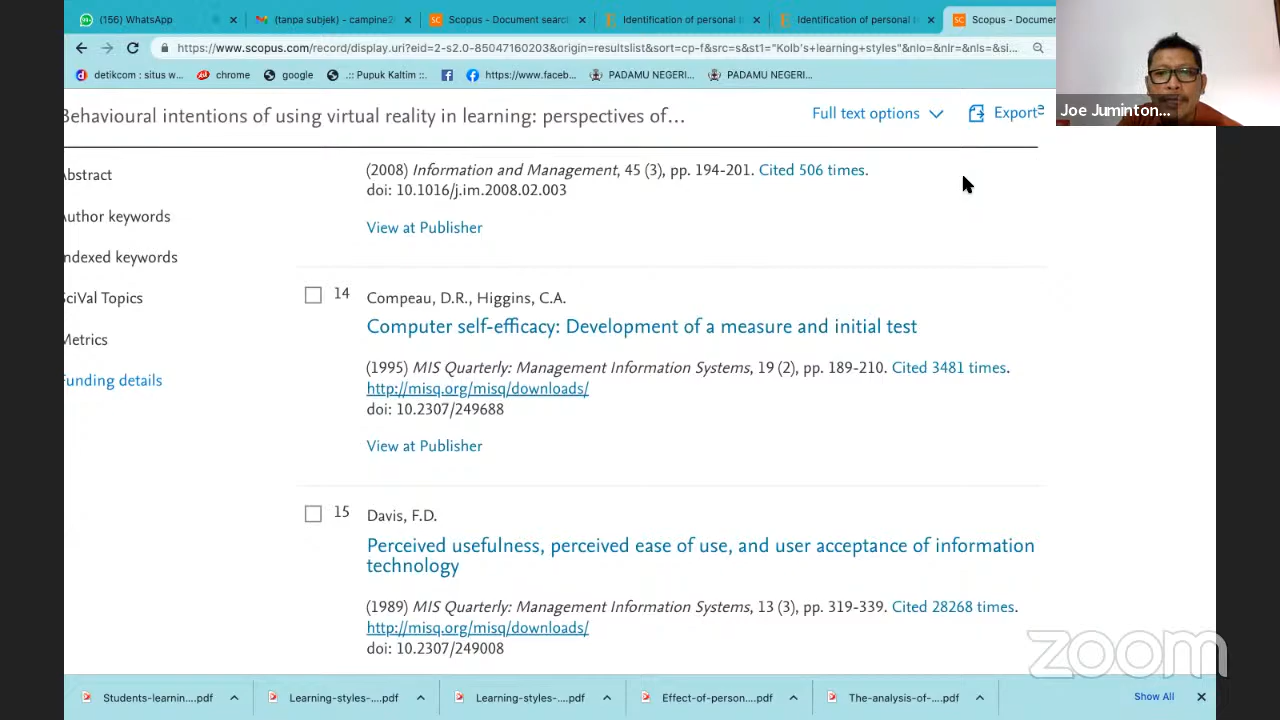 (156) WhatsApp
(tanpa subjek) - campine2
Scopus - Document search
Identification of personal t
Identification of personal t
Scopus - Docume
https://www.scopus.com/record/display.uri?eid=2-s2.0-85047160203&origin=resultslist&sort=cp-f&src=s&st1="Kolb's+learning+styles"&nlo=&nlr=&nls=&si...
detikcom : situs w...
chrome
google
.:: Pupuk Kaltim ::.
https://www.faceb...
PADAMU NEGERI...
PADAMU NEGERI...
Joe Juminton...
Behavioural intentions of using virtual reality in learning: perspectives of...
Full text options
Export
Abstract
Author keywords
Indexed keywords
SciVal Topics
Metrics
Funding details
(2008) Information and Management, 45 (3), pp. 194-201. Cited 506 times.
doi: 10.1016/j.im.2008.02.003
View at Publisher
14
Compeau, D.R., Higgins, C.A.
Computer self-efficacy: Development of a measure and initial test
(1995) MIS Quarterly: Management Information Systems, 19 (2), pp. 189-210. Cited 3481 times.
http://misq.org/misq/downloads/
doi: 10.2307/249688
View at Publisher
15
Davis, F.D.
Perceived usefulness, perceived ease of use, and user acceptance of information
technology
(1989) MIS Quarterly: Management Information Systems, 13 (3), pp. 319-339. Cited 28268 times.
http://misq.org/misq/downloads/
doi: 10.2307/249008
zoom
Students-learnin....pdf
Learning-styles-....pdf
Learning-styles-....pdf
Effect-of-person....pdf
The-analysis-of-....pdf
Show All